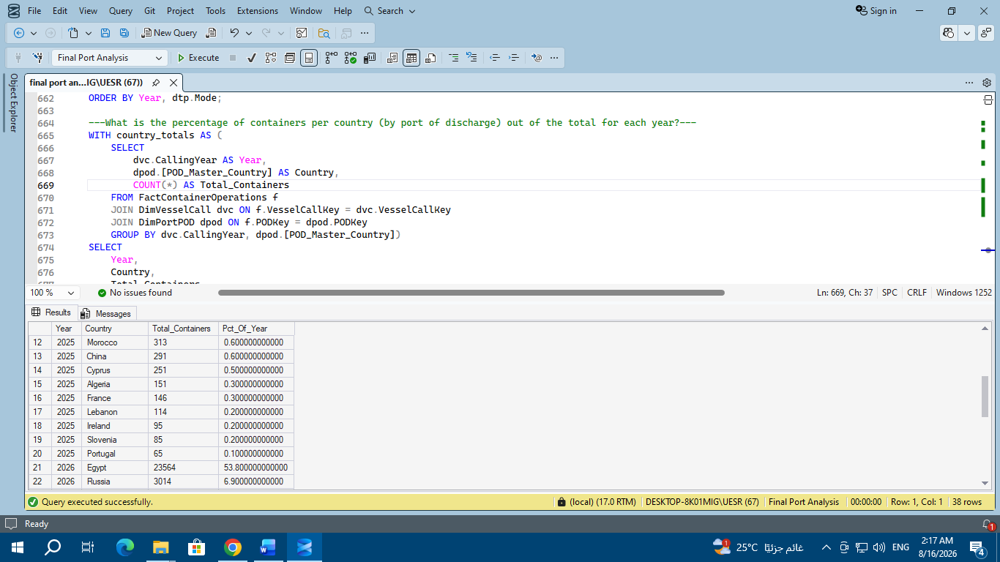 File Edit View Query Git Project Tools Extensions Window Help Search Sign in
New Query
Final Port Analysis Execute
Object Explorer
final port an...IG\UESR (67))
662 ORDER BY Year, dtp.Mode;
663
664 ---What is the percentage of containers per country (by port of discharge) out of the total for each year?---
665 WITH country_totals AS (
666 SELECT
667 dvc.CallingYear AS Year,
668 dpod.[POD_Master_Country] AS Country,
669 COUNT(*) AS Total_Containers
670 FROM FactContainerOperations f
671 JOIN DimVesselCall dvc ON f.VesselCallKey = dvc.VesselCallKey
672 JOIN DimPortPOD dpod ON f.PODKey = dpod.PODKey
673 GROUP BY dvc.CallingYear, dpod.[POD_Master_Country])
674 SELECT
675 Year,
676 Country,
677 Total_Containers
100 % No issues found Ln: 669, Ch: 37 SPC CRLF Windows 1252
Results Messages
Year Country Total_Containers Pct_Of_Year
12 2025 Morocco 313 0.600000000000
13 2025 China 291 0.600000000000
14 2025 Cyprus 251 0.500000000000
15 2025 Algeria 151 0.300000000000
16 2025 France 146 0.300000000000
17 2025 Lebanon 114 0.200000000000
18 2025 Ireland 95 0.200000000000
19 2025 Slovenia 85 0.200000000000
20 2025 Portugal 65 0.100000000000
21 2026 Egypt 23564 53.800000000000
22 2026 Russia 3014 6.900000000000
Query executed successfully. (local) (17.0 RTM) DESKTOP-8K01MIG\UESR (67) Final Port Analysis 00:00:00 Row: 1, Col: 1 38 rows
Ready 1
1 25°C غائم جزئيًا ENG 2:17 AM
8/16/2026 4